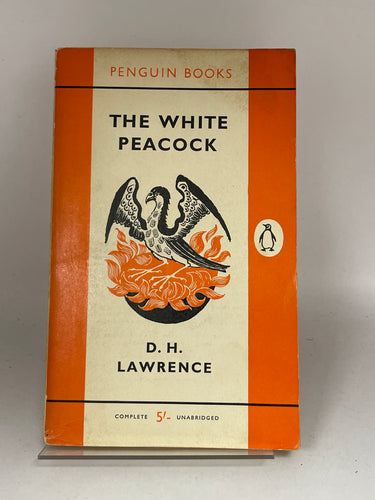 PENGUIN BOOKS
THE WHITE
PEACOCK
D. H.
LAWRENCE
COMPLETE 5/- UNABRIDGED